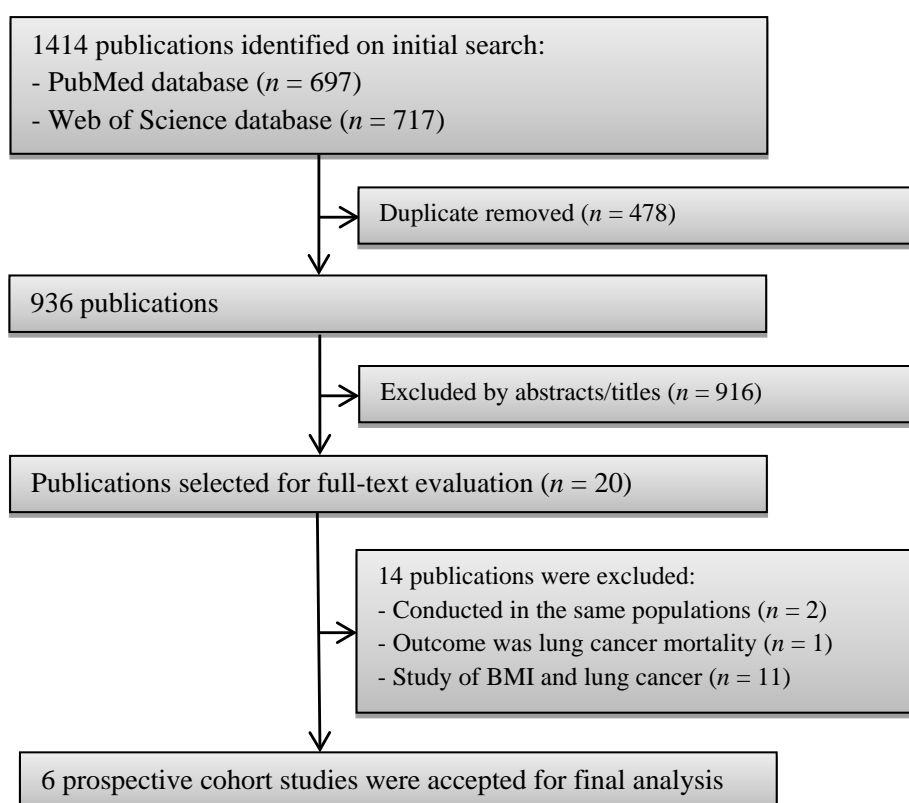 1414 publications identified on initial search:
- PubMed database (n = 697)
- Web of Science database (n = 717)
Duplicate removed (n = 478)
936 publications
Excluded by abstracts/titles (n = 916)
Publications selected for full-text evaluation (n = 20)
14 publications were excluded:
- Conducted in the same populations (n = 2)
- Outcome was lung cancer mortality (n = 1)
- Study of BMI and lung cancer (n = 11)
6 prospective cohort studies were accepted for final analysis